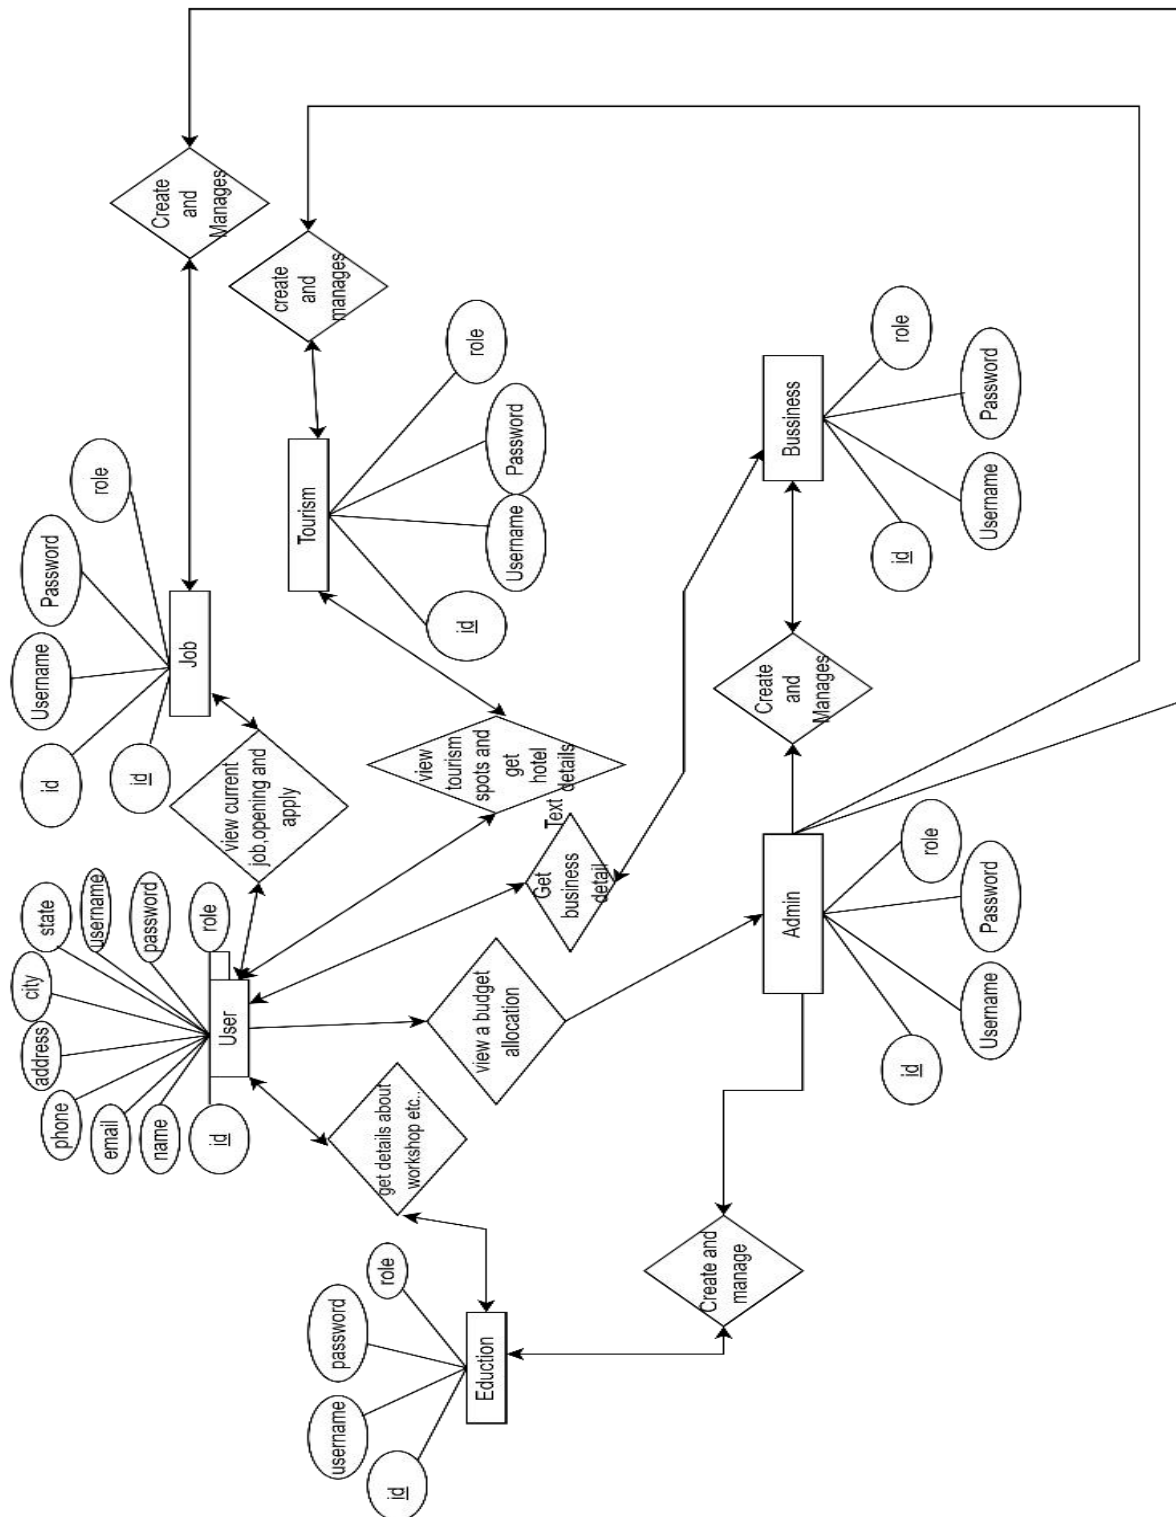 id
name
email
phone
address
city
state
username
password
role
User
id
id
Username
Password
role
Job
Create
and
Manages
view current
job,opening and
apply
create
and
manages
id
username
password
role
Eduction
get details about
workshop etc..
view a budget
allocation
view
tourism
spots and
get
hotel
details
Text
Tourism
id
Username
Password
role
Get
business
detail
Create and
manage
Create
and
Manages
Admin
id
Username
Password
role
Bussiness
id
Username
Password
role